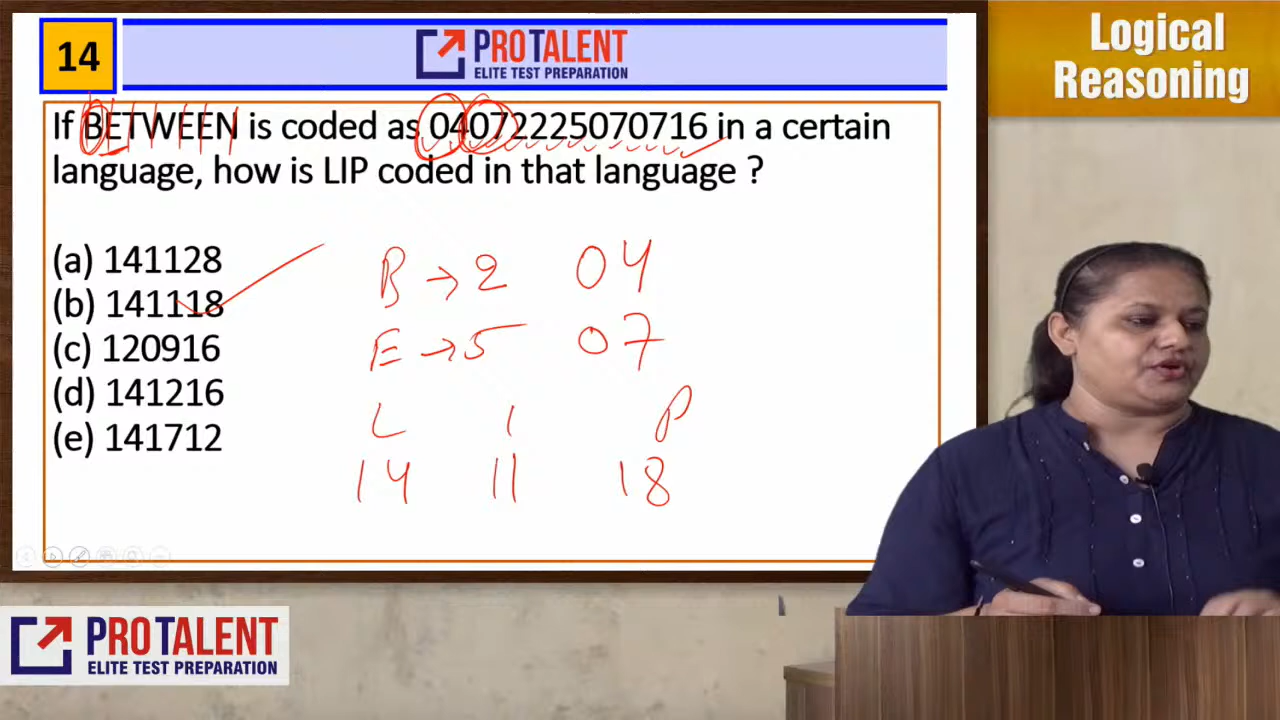 14
PROTALENT
ELITE TEST PREPARATION
Logical
Reasoning
If BETWEEN is coded as 04072225070716 in a certain
language, how is LIP coded in that language ?
(a) 141128
(b) 141118
(c) 120916
(d) 141216
(e) 141712
B → 2 04
E → 5 07
L I P
14 11 18
PROTALENT
ELITE TEST PREPARATION